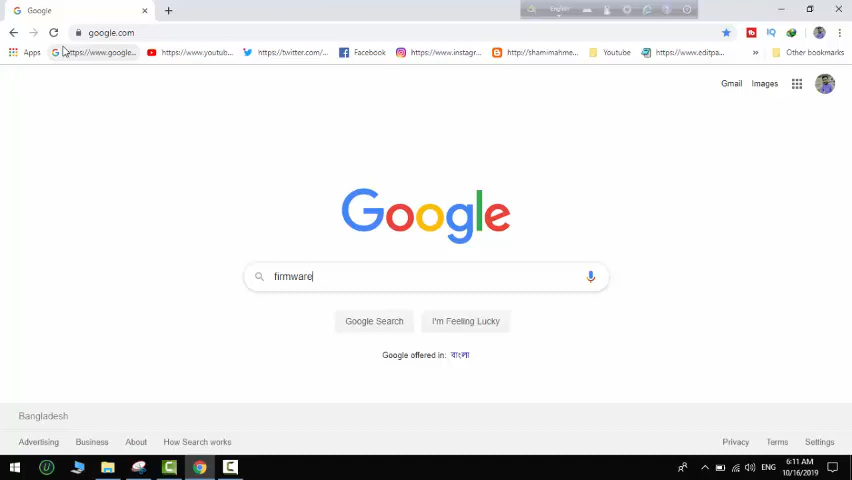 Google
English
google.com
Apps
https://www.google...
https://www.youtub...
https://twitter.com/...
Facebook
https://www.instagr...
http://shamimahme...
Youtube
https://www.editpa...
»
Other bookmarks
Gmail
Images
Google
firmware
Google Search
I'm Feeling Lucky
Google offered in: বাংলা
Bangladesh
Advertising
Business
About
How Search works
Privacy
Terms
Settings
ENG
6:11 AM
10/16/2019